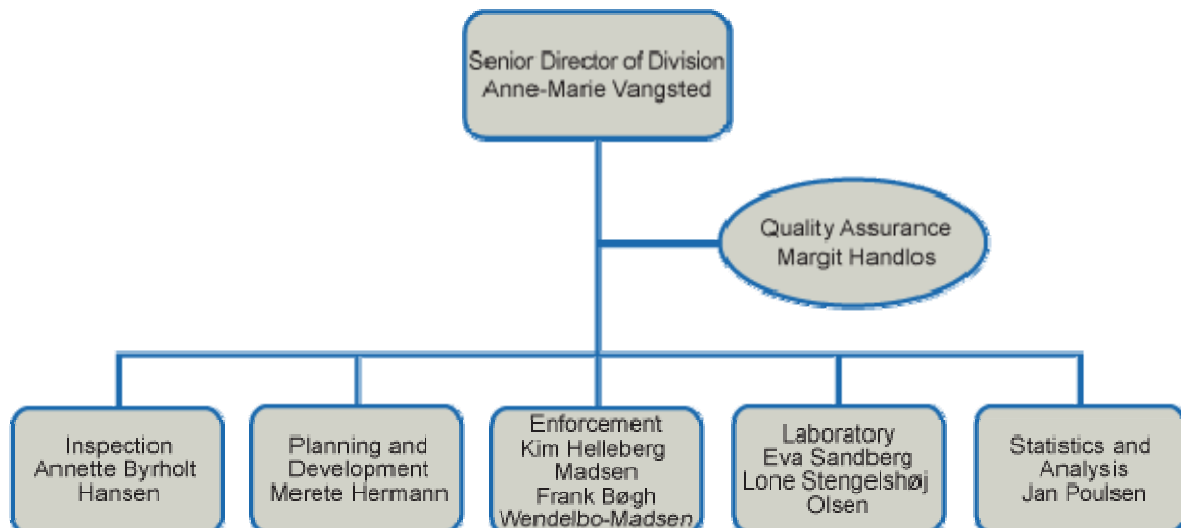 Senior Director of Division
Anne-Marie Vangsted
Quality Assurance
Margit Handlos
Inspection
Annette Byrholt
Hansen
Planning and
Development
Merete Hermann
Enforcement
Kim Helleberg
Madsen
Frank Bøgh
Wendelbo-Madsen
Laboratory
Eva Sandberg
Lone Stengelshøj
Olsen
Statistics and
Analysis
Jan Poulsen